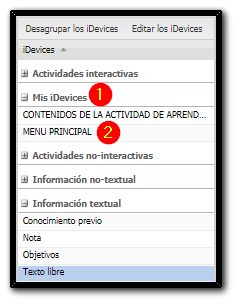 Desagrupar los iDevices Editar los iDevices
iDevices
Actividades interactivas
Mis iDevices 1
CONTENIDOS DE LA ACTIVIDAD DE APREND...
MENU PRINCIPAL 2
Actividades no-interactivas
Información no-textual
Información textual
Conocimiento previo
Nota
Objetivos
Texto libre